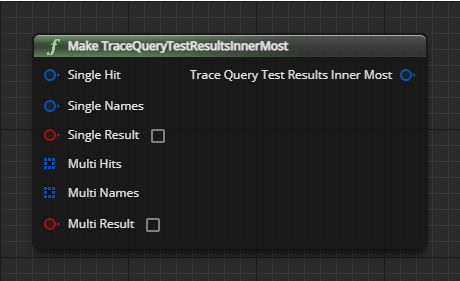 Make TraceQueryTestResultsInnerMost
Single Hit
Trace Query Test Results Inner Most
Single Names
Single Result
Multi Hits
Multi Names
Multi Result